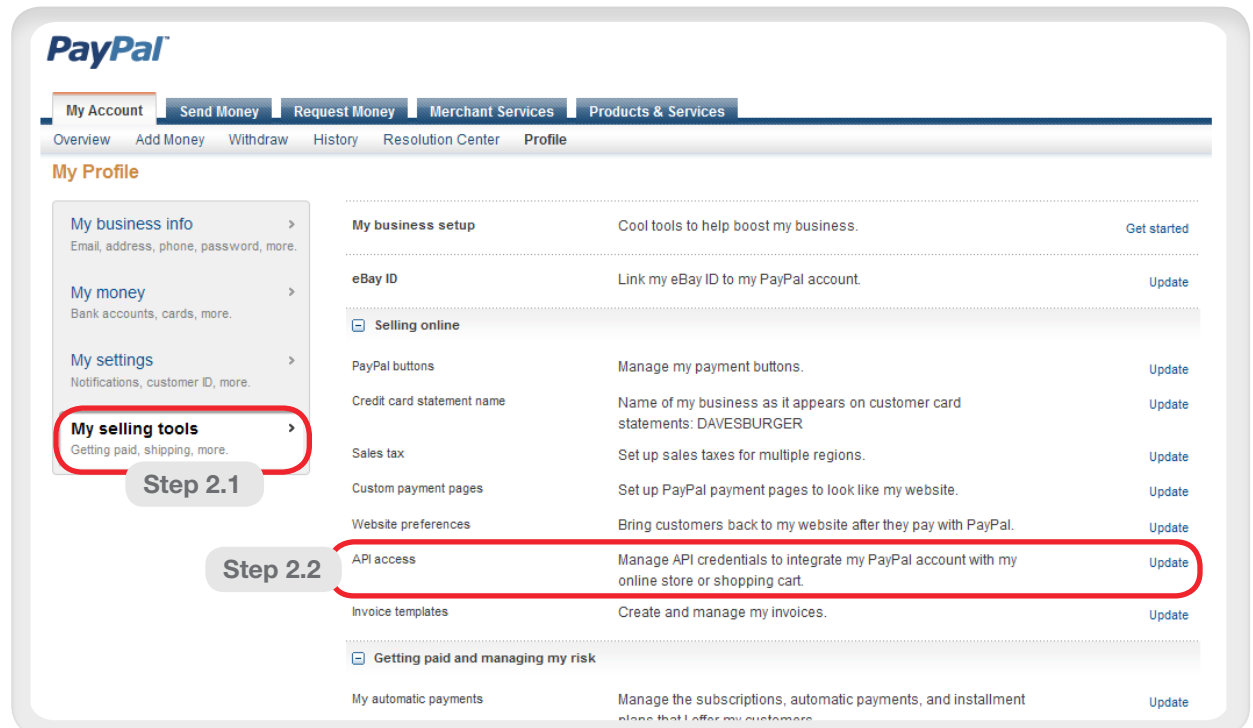 PayPal™
My Account Send Money Request Money Merchant Services Products & Services
Overview Add Money Withdraw History Resolution Center Profile
My Profile
My business info >
Email, address, phone, password, more.
My money >
Bank accounts, cards, more.
My settings >
Notifications, customer ID, more.
My selling tools >
Getting paid, shipping, more.
Step 2.1
My business setup Cool tools to help boost my business. Get started
eBay ID Link my eBay ID to my PayPal account. Update
Selling online
PayPal buttons Manage my payment buttons. Update
Credit card statement name Name of my business as it appears on customer card Update
statements: DAVESBURGER
Sales tax Set up sales taxes for multiple regions. Update
Custom payment pages Set up PayPal payment pages to look like my website. Update
Website preferences Bring customers back to my website after they pay with PayPal. Update
Step 2.2
API access Manage API credentials to integrate my PayPal account with my Update
online store or shopping cart.
Invoice templates Create and manage my invoices. Update
Getting paid and managing my risk
My automatic payments Manage the subscriptions, automatic payments, and installment Update
plans that I offer my customers.